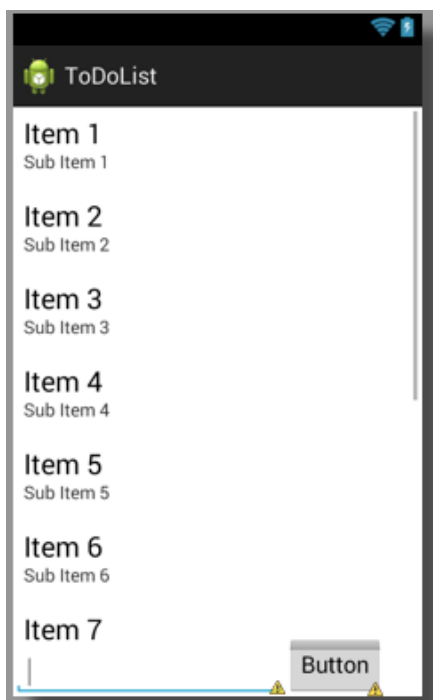 ToDoList
Item 1
Sub Item 1
Item 2
Sub Item 2
Item 3
Sub Item 3
Item 4
Sub Item 4
Item 5
Sub Item 5
Item 6
Sub Item 6
Item 7
Button